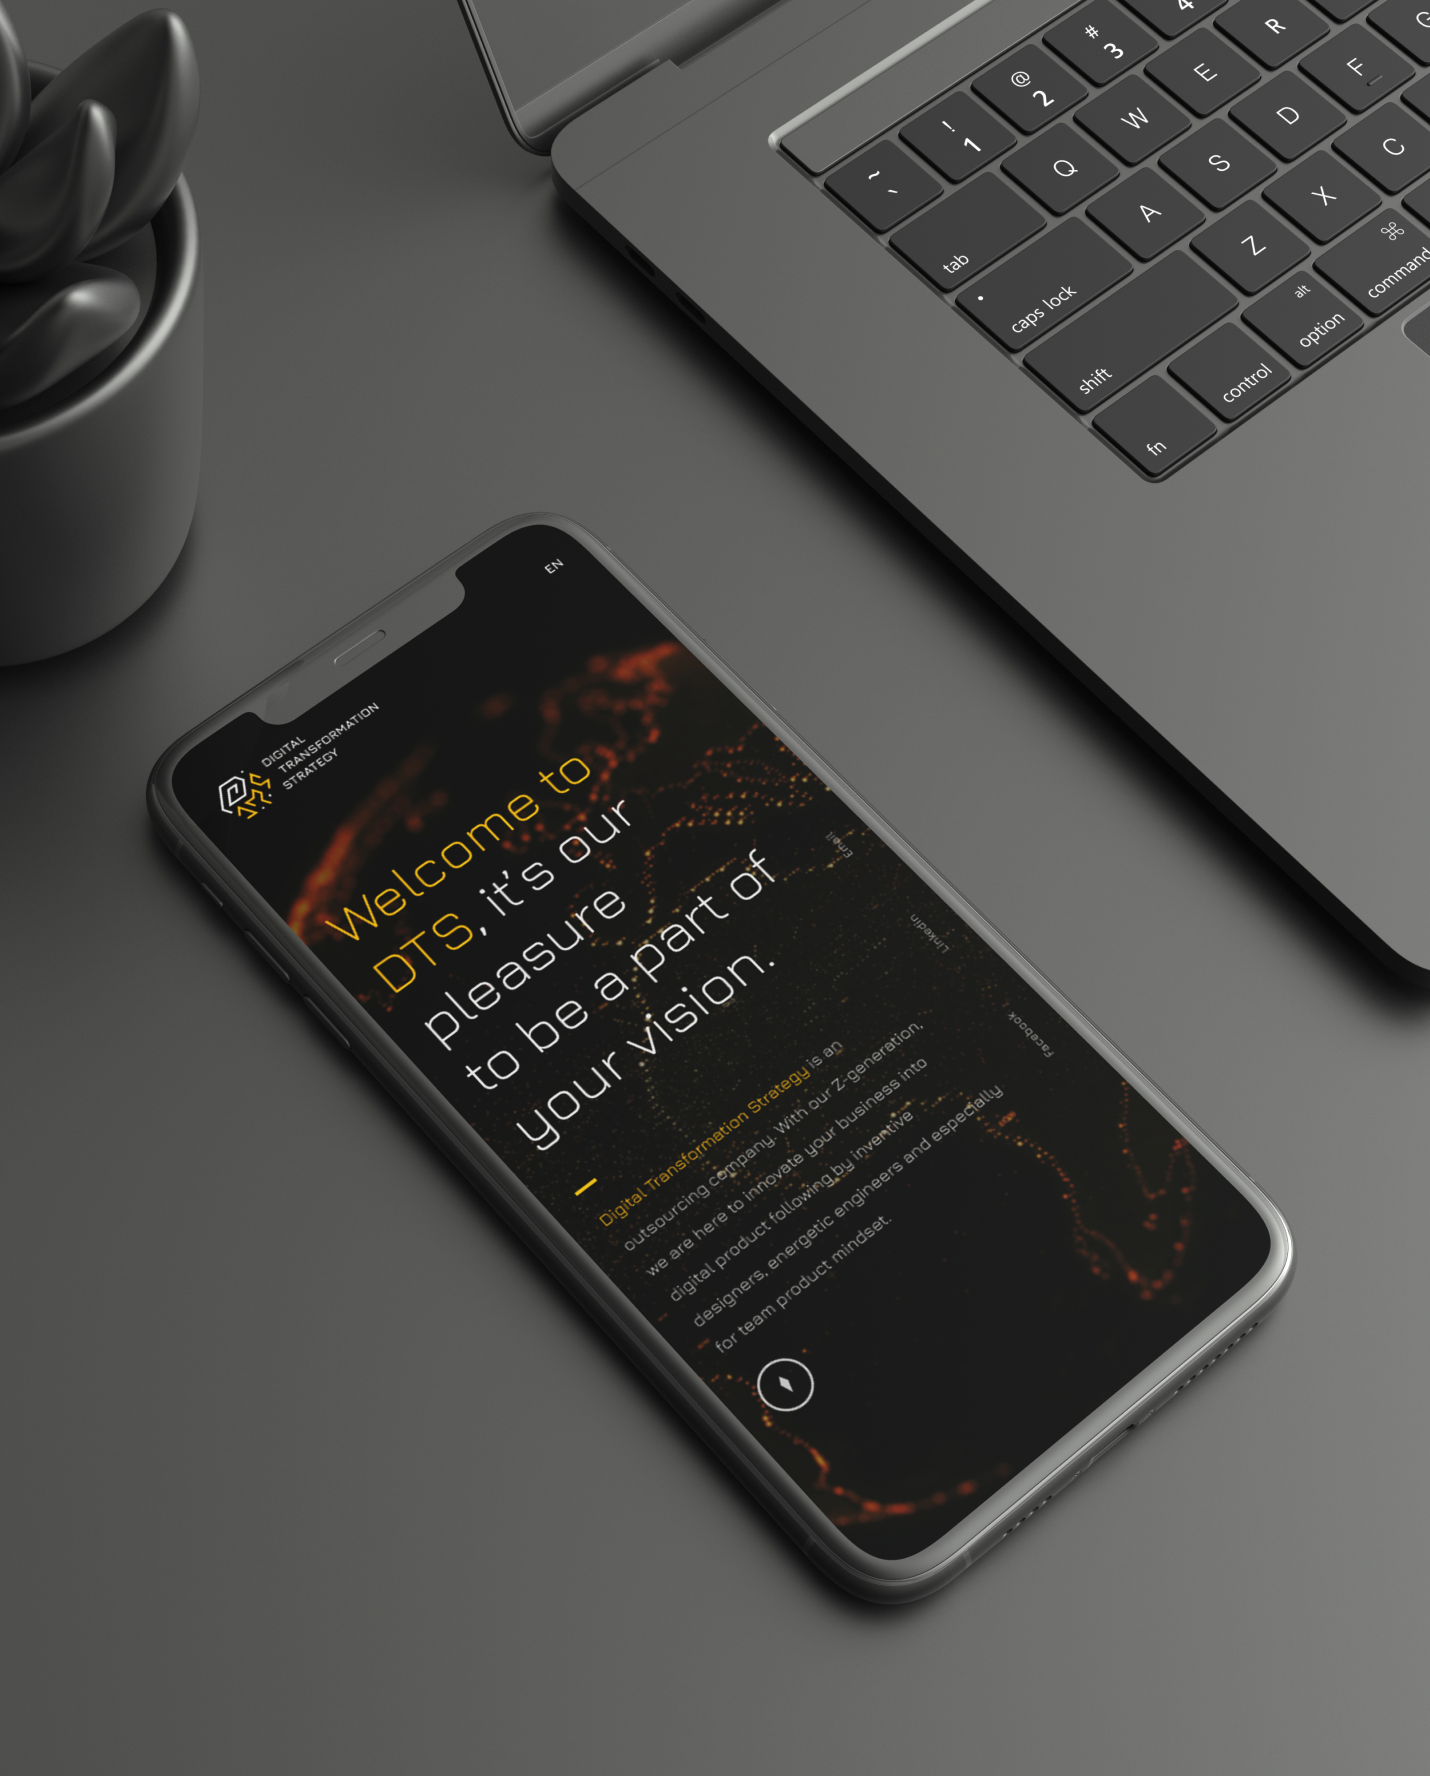 EN
DIGITAL
TRANSFORMATION
STRATEGY
Welcome to
DTS, it's our
pleasure
to be a part of
your vision.
Digital Transformation Strategy is an
outsourcing company. With our Z-generation,
we are here to innovate your business into
digital product following by inventive
designers, energetic engineers and especially
for team product mindset.
Email
Linkedin
Facebook
~ ! @ # 4
` 1 2 3
Q W E R
tab
A S D F G
caps lock
Z X C
shift
fn control alt option ⌘ command